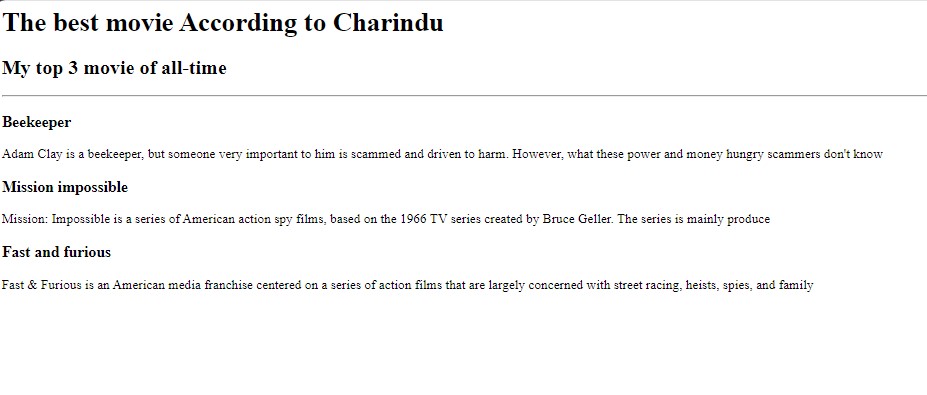 The best movie According to Charindu
My top 3 movie of all-time
Beekeeper
Adam Clay is a beekeeper, but someone very important to him is scammed and driven to harm. However, what these power and money hungry scammers don't know
Mission impossible
Mission: Impossible is a series of American action spy films, based on the 1966 TV series created by Bruce Geller. The series is mainly produce
Fast and furious
Fast & Furious is an American media franchise centered on a series of action films that are largely concerned with street racing, heists, spies, and family